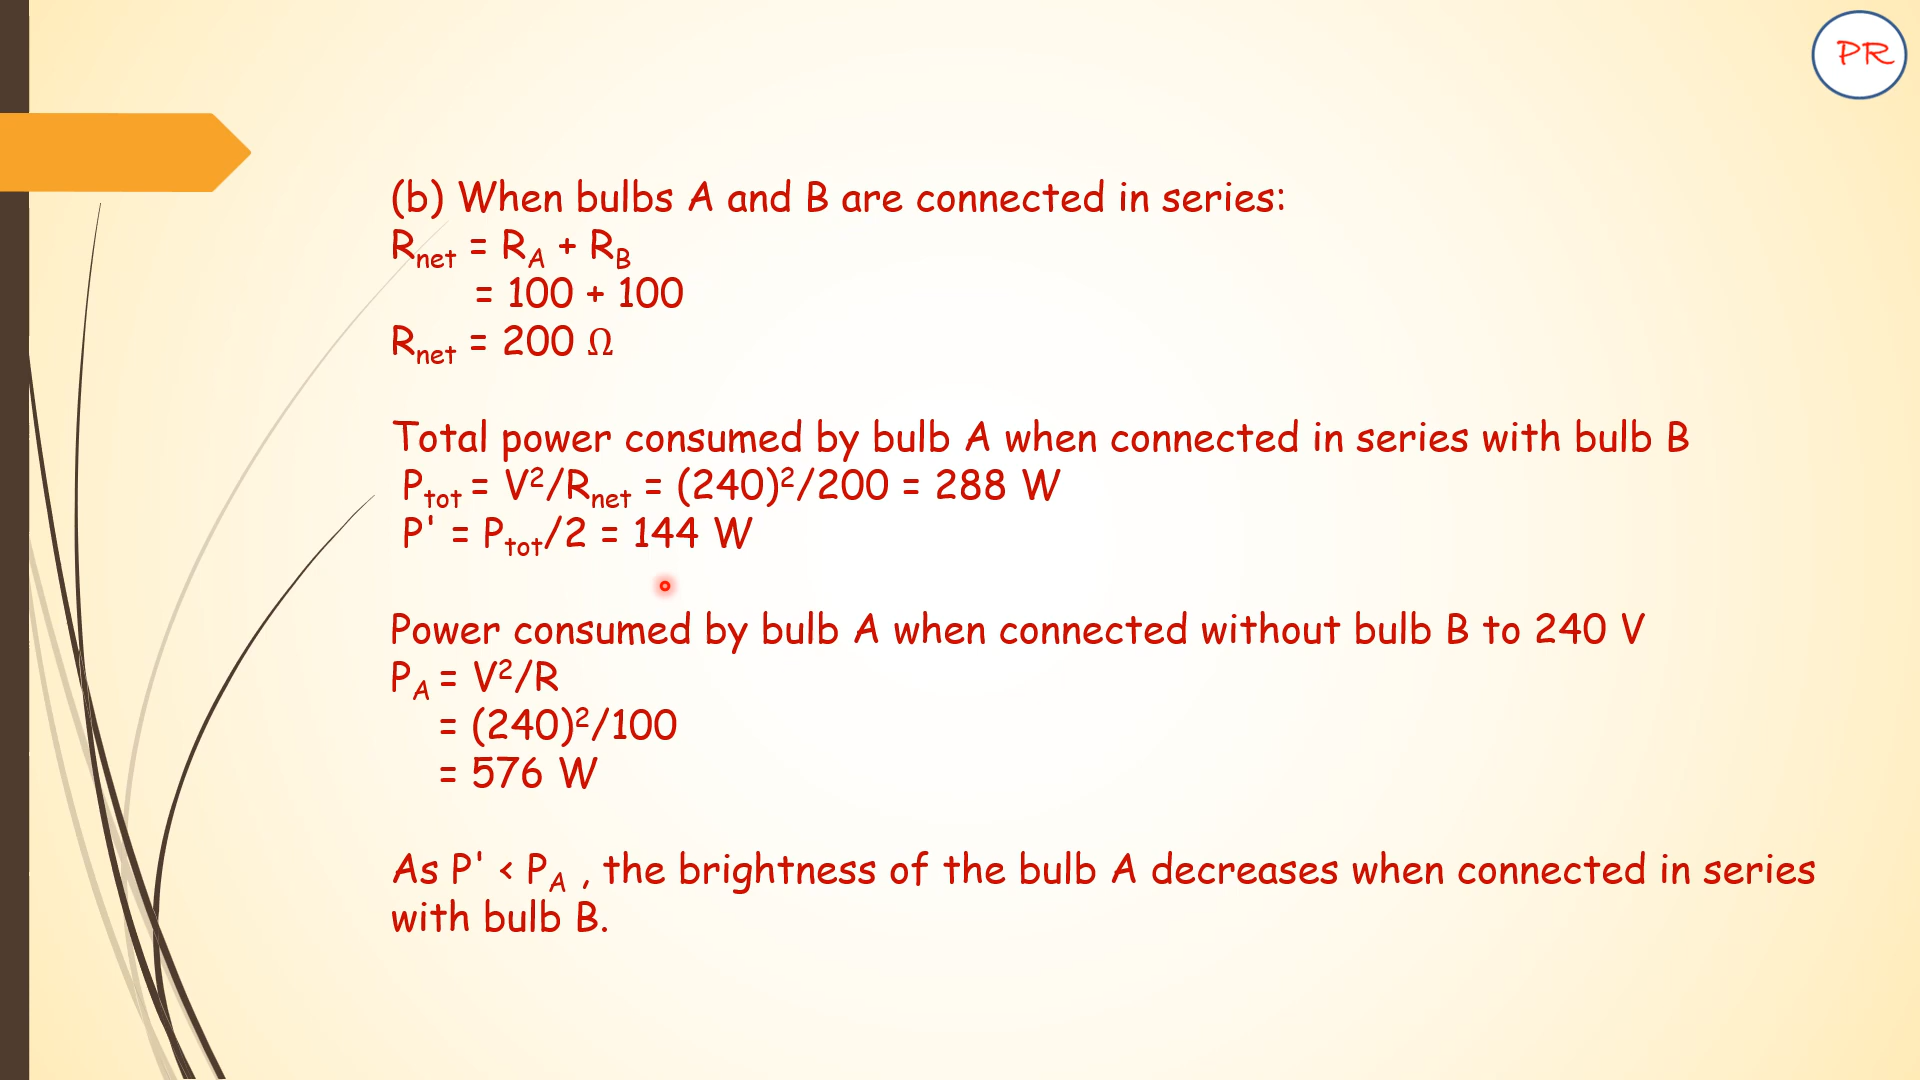 PR
(b) When bulbs A and B are connected in series:
Rnet = RA + RB
= 100 + 100
Rnet = 200 Ω
Total power consumed by bulb A when connected in series with bulb B
Ptot = V²/Rnet = (240)²/200 = 288 W
P' = Ptot/2 = 144 W
Power consumed by bulb A when connected without bulb B to 240 V
PA = V²/R
= (240)²/100
= 576 W
As P' < PA , the brightness of the bulb A decreases when connected in series
with bulb B.